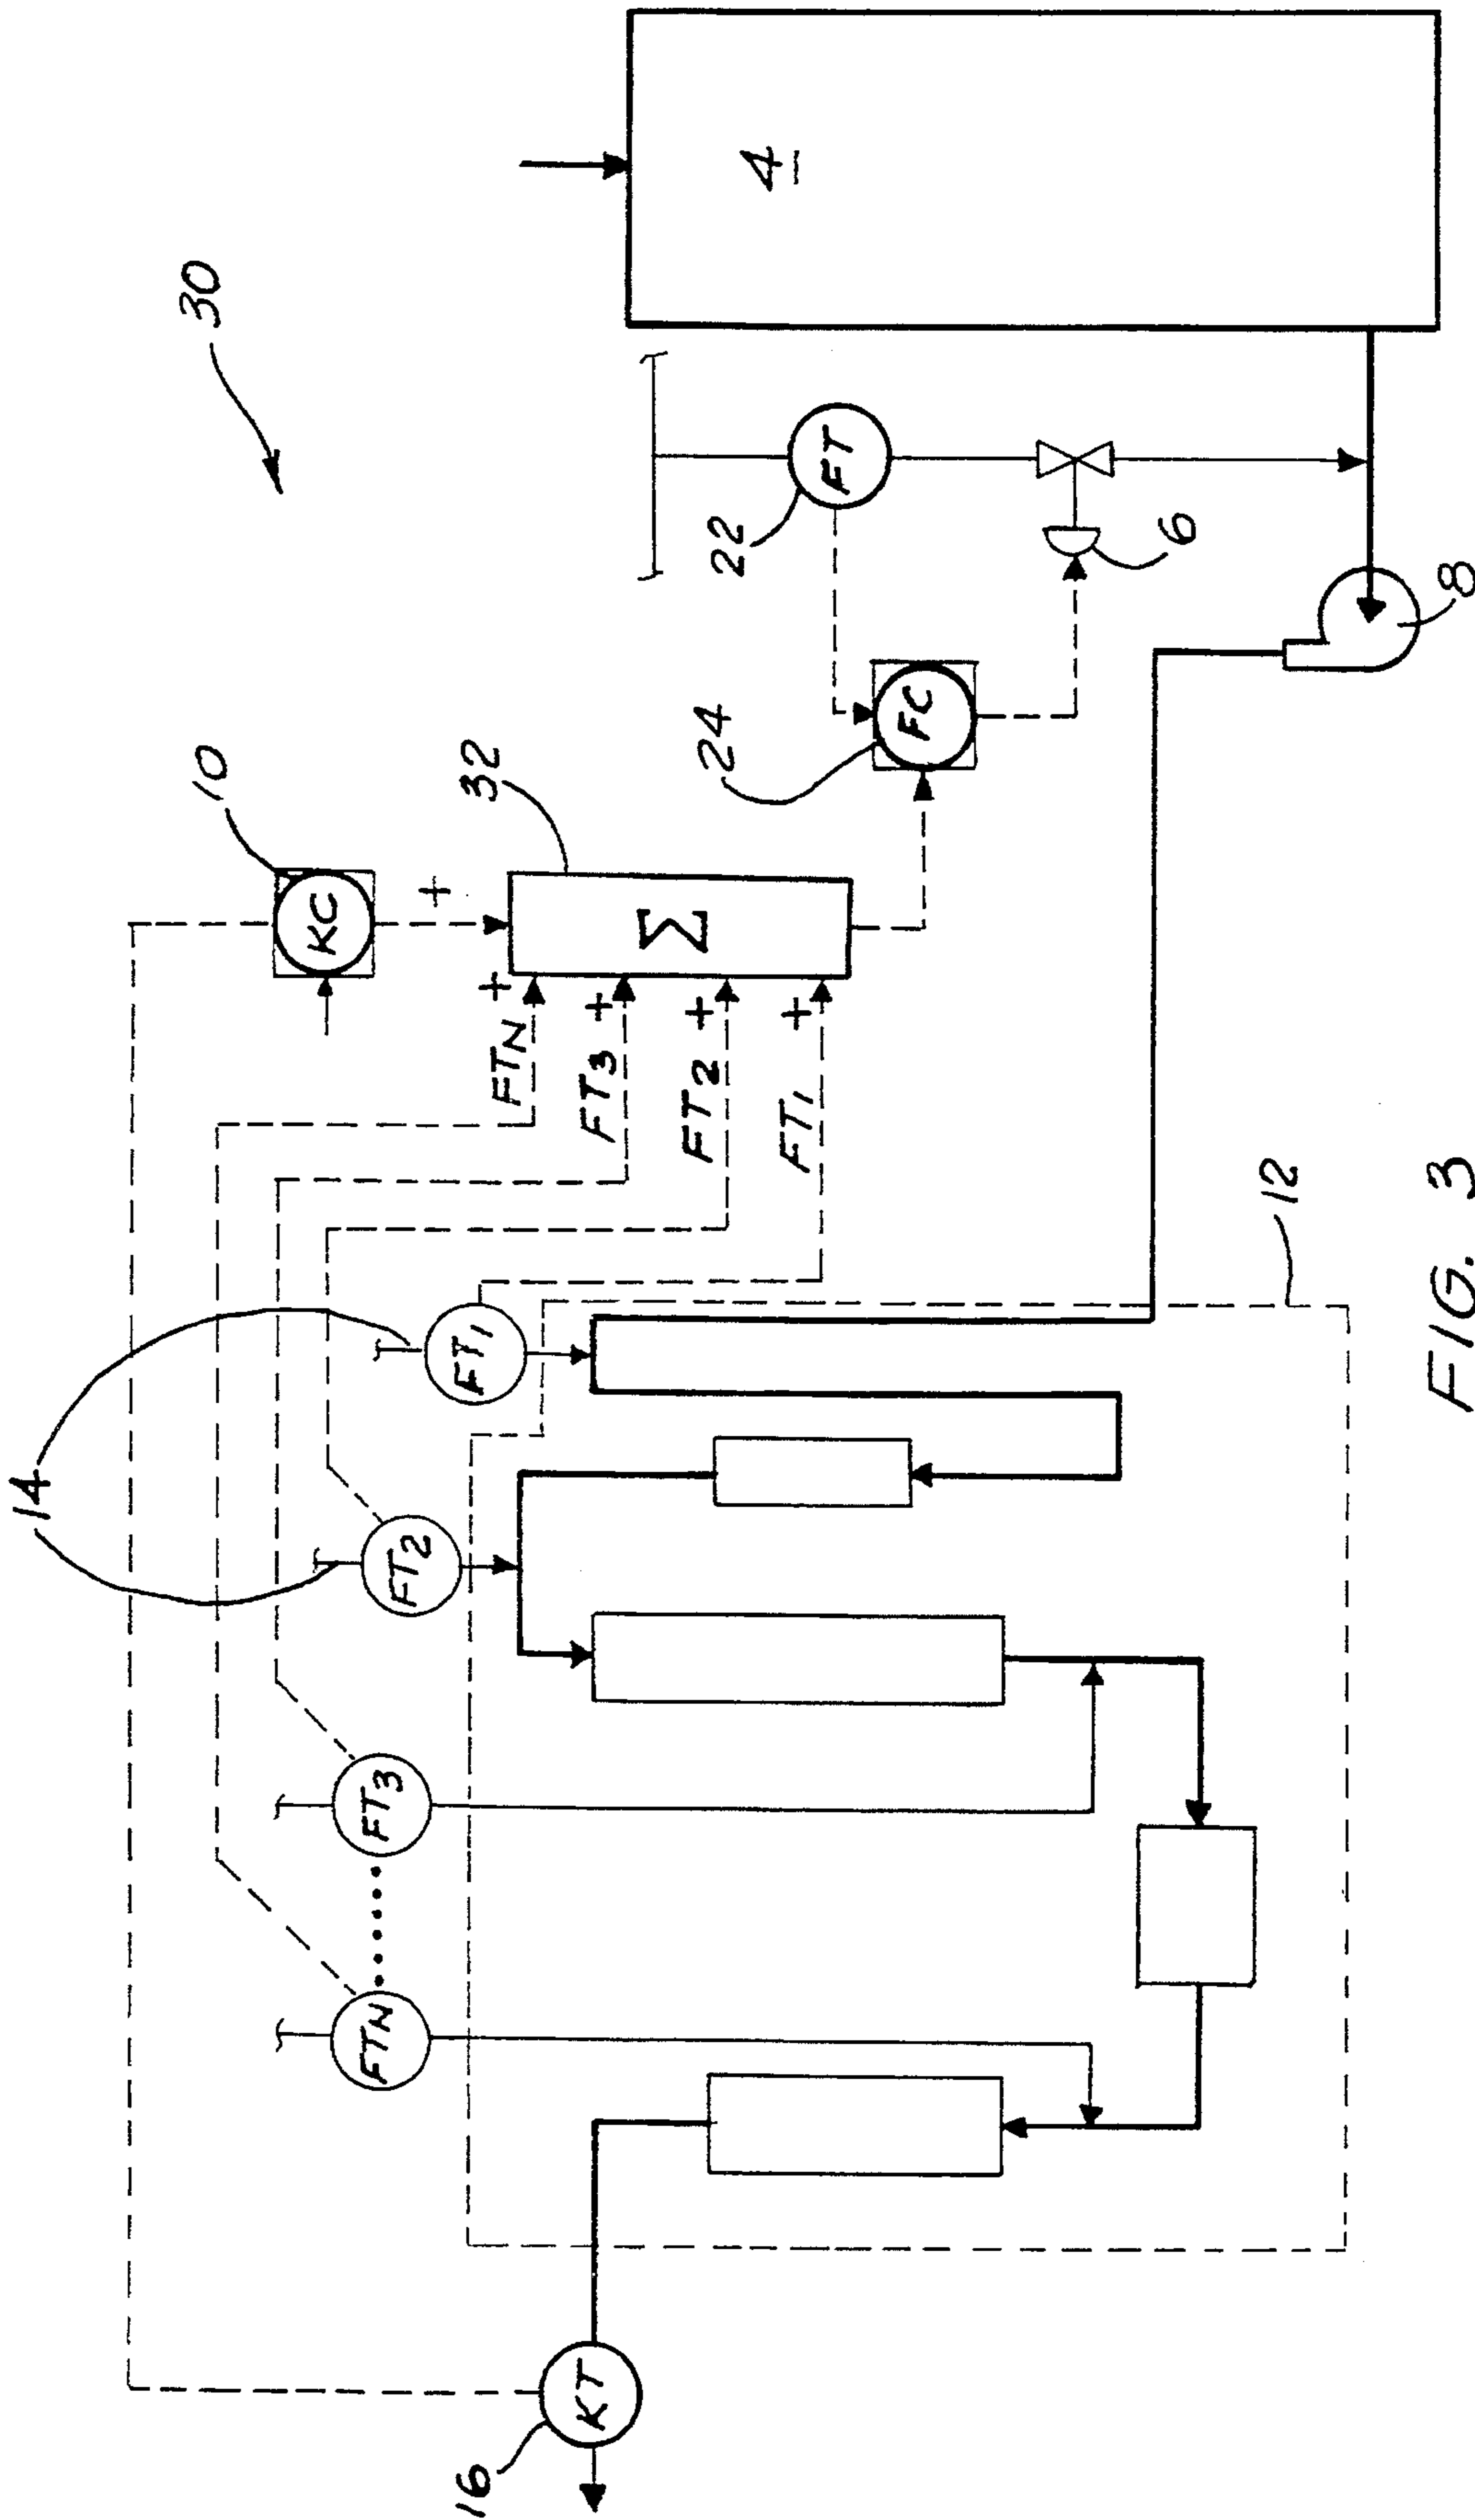 30
4
22
FT
6
8
10
KC
+
32
Σ
24
FC
FTN +
FT3 +
FT2 +
FT1 +
14
FT1
FT2
FT3
FTN
12
16
KT
FIG. 3